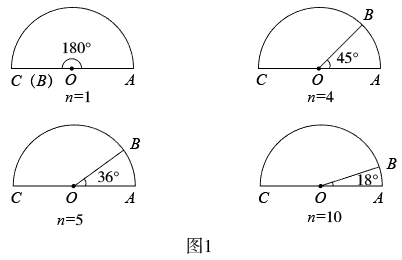 180°
C（B） O A
n=1
B
45°
C O A
n=4
B
36°
C O A
n=5
B
18°
C O A
n=10
图1